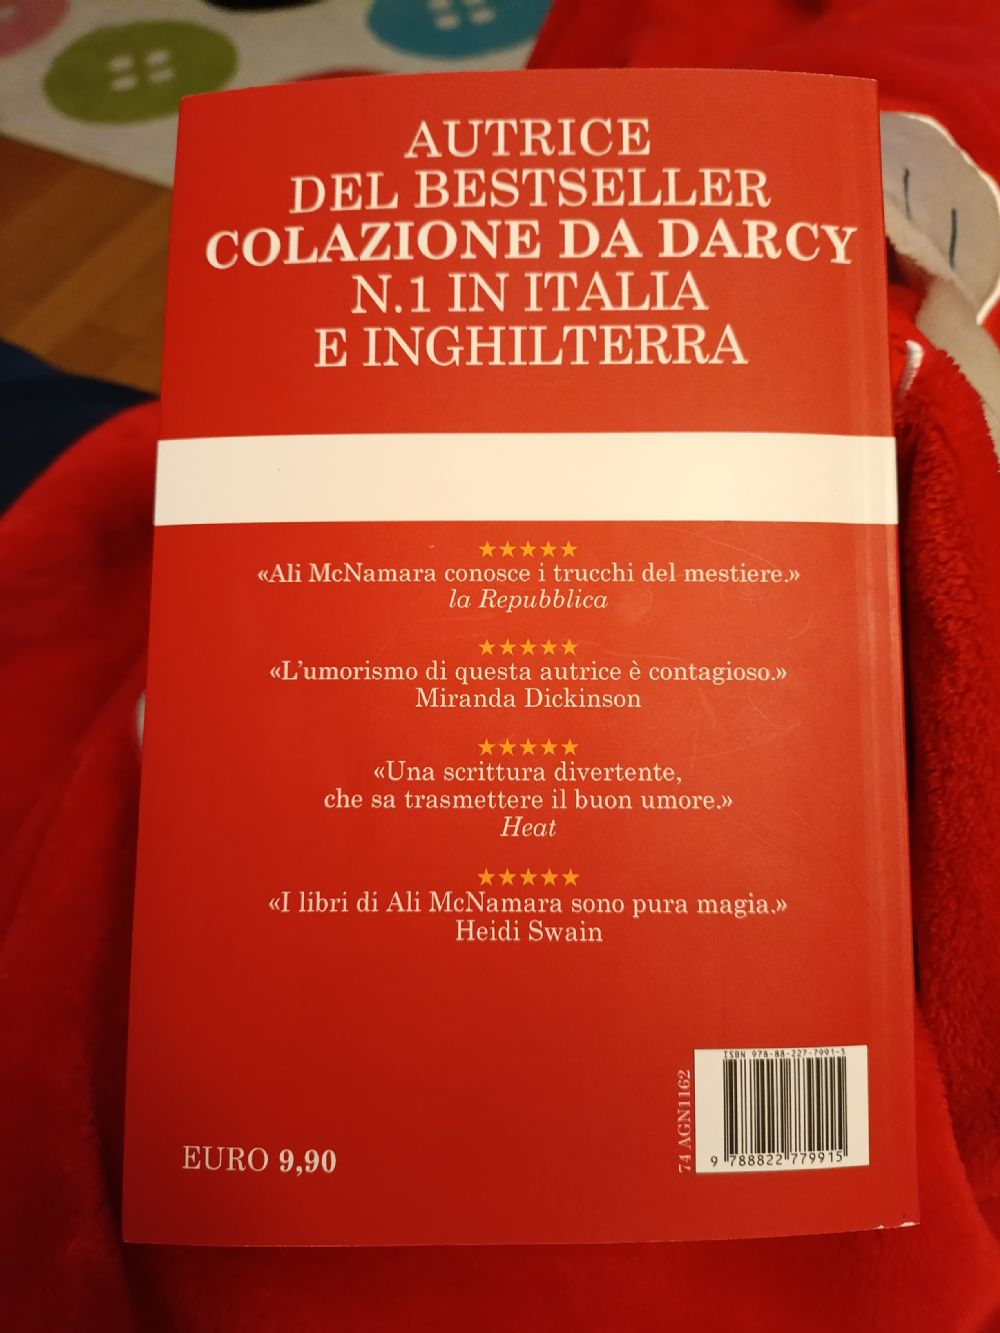 AUTRICE
DEL BESTSELLER
COLAZIONE DA DARCY
N.1 IN ITALIA
E INGHILTERRA
★★★★★
«Ali McNamara conosce i trucchi del mestiere.»
la Repubblica
★★★★★
«L'umorismo di questa autrice è contagioso.»
Miranda Dickinson
★★★★★
«Una scrittura divertente,
che sa trasmettere il buon umore.»
Heat
★★★★★
«I libri di Ali McNamara sono pura magia.»
Heidi Swain
EURO 9,90
74 AGN1162
ISBN 978-88-227-7991-5
9 788822 779915